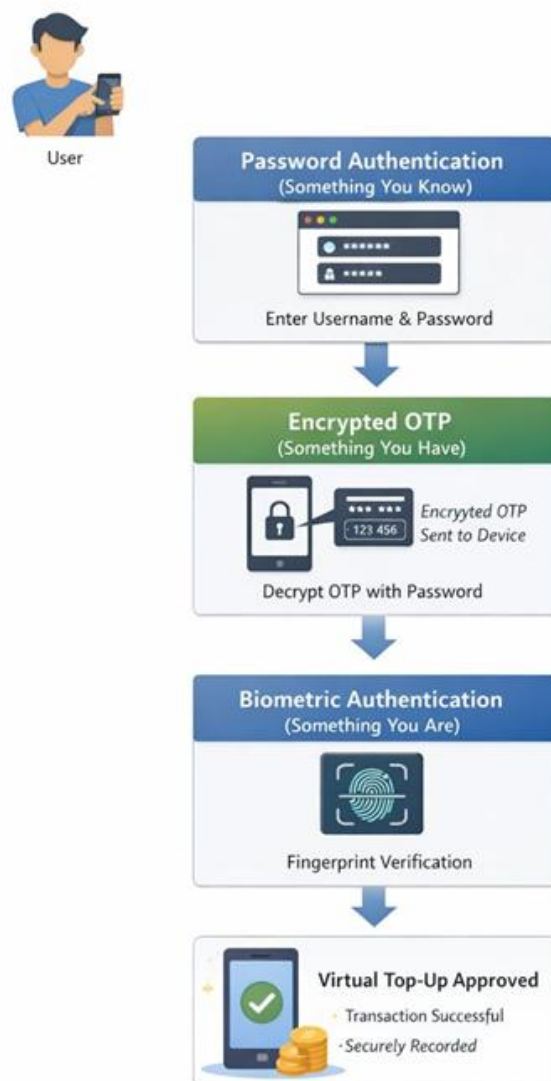 User
Password Authentication
(Something You Know)
Enter Username & Password
Encrypted OTP
(Something You Have)
123 456
Encryyted OTP
Sent to Device
Decrypt OTP with Password
Biometric Authentication
(Something You Are)
Fingerprint Verification
Virtual Top-Up Approved
Transaction Successful
Securely Recorded